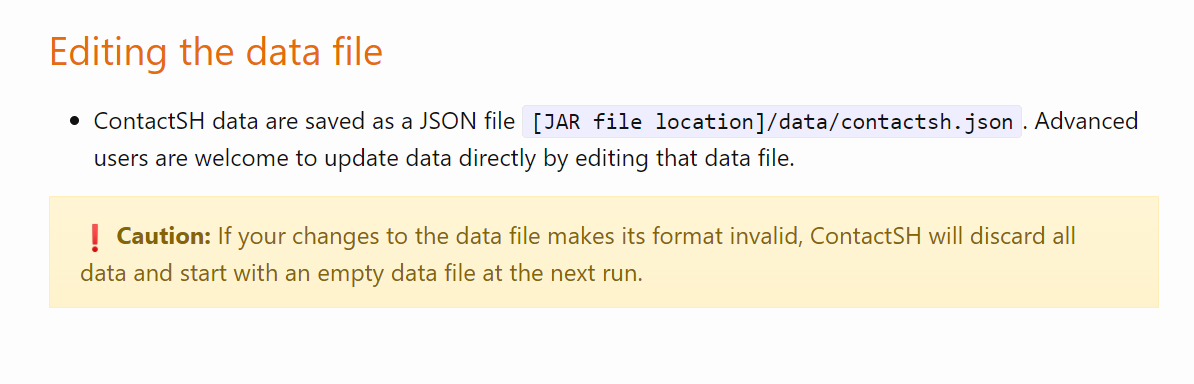 Editing the data file
• ContactSH data are saved as a JSON file [JAR file location]/data/contactsh.json. Advanced
users are welcome to update data directly by editing that data file.
❗ Caution: If your changes to the data file makes its format invalid, ContactSH will discard all
data and start with an empty data file at the next run.